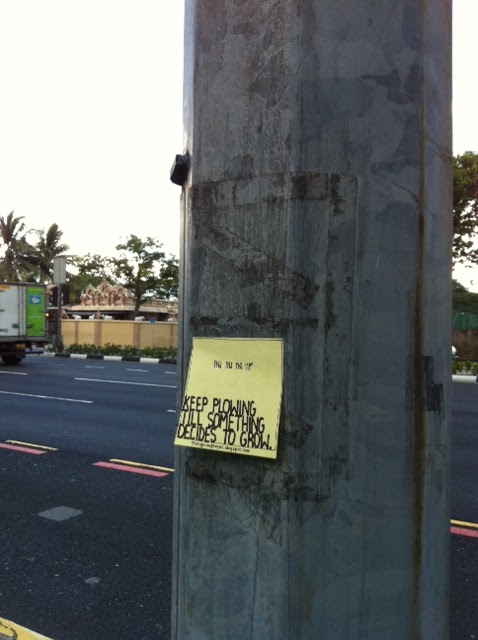 KEEP PLOWING
TILL SOMETHING
DECIDES TO GROW.